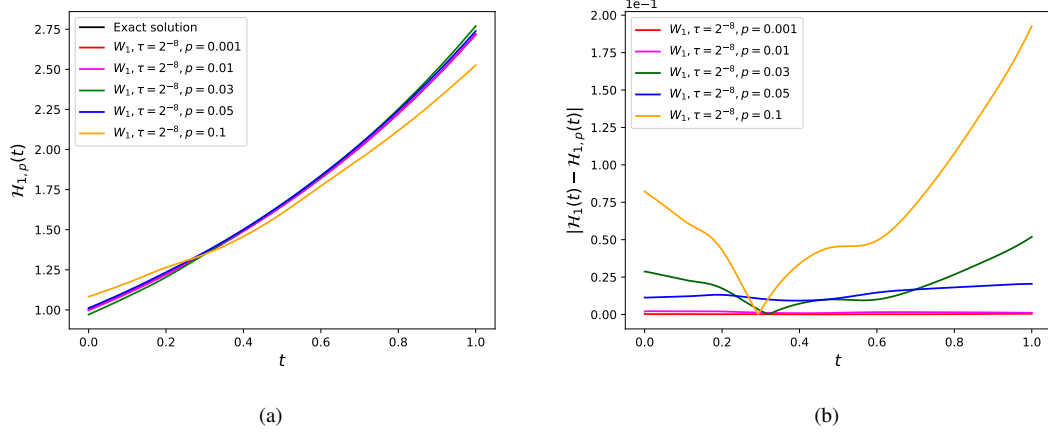 Exact solution
W₁, τ = 2⁻⁸, p = 0.001
W₁, τ = 2⁻⁸, p = 0.01
W₁, τ = 2⁻⁸, p = 0.03
W₁, τ = 2⁻⁸, p = 0.05
W₁, τ = 2⁻⁸, p = 0.1
2.75
2.50
2.25
2.00
1.75
1.50
1.25
1.00
ℋ₁,ₚ(t)
0.0 0.2 0.4 0.6 0.8 1.0
t
(a)
1e−1
W₁, τ = 2⁻⁸, p = 0.001
W₁, τ = 2⁻⁸, p = 0.01
W₁, τ = 2⁻⁸, p = 0.03
W₁, τ = 2⁻⁸, p = 0.05
W₁, τ = 2⁻⁸, p = 0.1
2.00
1.75
1.50
1.25
1.00
0.75
0.50
0.25
0.00
|ℋ₁(t) − ℋ₁,ₚ(t)|
0.0 0.2 0.4 0.6 0.8 1.0
t
(b)